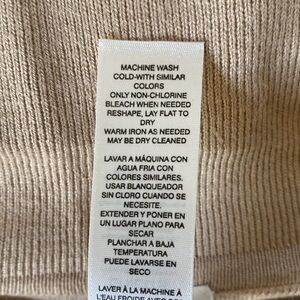 MACHINE WASH
COLD-WITH SIMILAR
COLORS
ONLY NON-CHLORINE
BLEACH WHEN NEEDED
RESHAPE, LAY FLAT TO
DRY
WARM IRON AS NEEDED
MAY BE DRY CLEANED
LAVAR A MÁQUINA CON
AGUA FRIA CON
COLORES SIMILARES.
USAR BLANQUEADOR
SIN CLORO CUANDO SE
NECESITE.
EXTENDER Y PONER EN
UN LUGAR PLANO PARA
SECAR
PLANCHAR A BAJA
TEMPERATURA
PUEDE LAVARSE EN
SECO
LAVER À LA MACHINE À
L'EAU FROIDE AVEC